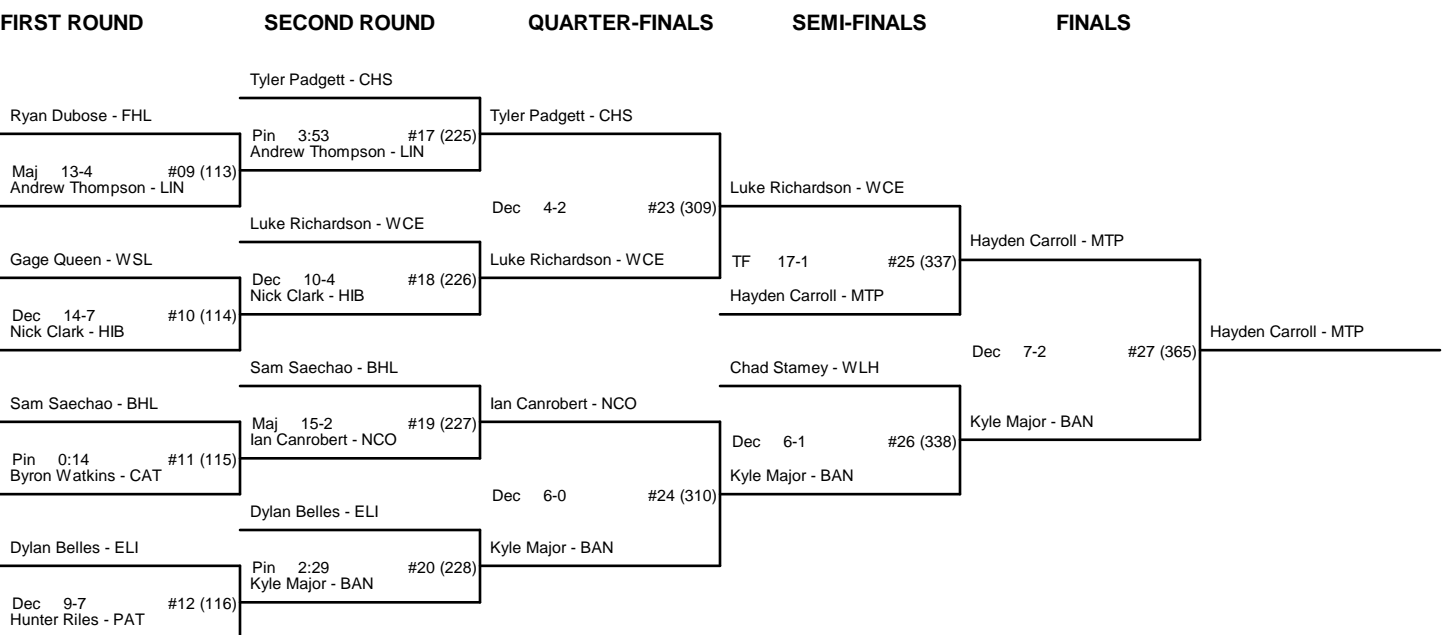 FIRST ROUND
SECOND ROUND
QUARTER-FINALS
SEMI-FINALS
FINALS
Ryan Dubose - FHL
Maj 13-4 #09 (113)
Andrew Thompson - LIN
Gage Queen - WSL
Dec 14-7 #10 (114)
Nick Clark - HIB
Sam Saechao - BHL
Pin 0:14 #11 (115)
Byron Watkins - CAT
Dylan Belles - ELI
Dec 9-7 #12 (116)
Hunter Riles - PAT
Tyler Padgett - CHS
Pin 3:53 #17 (225)
Andrew Thompson - LIN
Luke Richardson - WCE
Dec 10-4 #18 (226)
Nick Clark - HIB
Sam Saechao - BHL
Maj 15-2 #19 (227)
Ian Canrobert - NCO
Dylan Belles - ELI
Pin 2:29 #20 (228)
Kyle Major - BAN
Tyler Padgett - CHS
Dec 4-2 #23 (309)
Luke Richardson - WCE
Ian Canrobert - NCO
Dec 6-0 #24 (310)
Kyle Major - BAN
Luke Richardson - WCE
TF 17-1 #25 (337)
Hayden Carroll - MTP
Chad Stamey - WLH
Dec 6-1 #26 (338)
Kyle Major - BAN
Hayden Carroll - MTP
Dec 7-2 #27 (365)
Kyle Major - BAN
Hayden Carroll - MTP